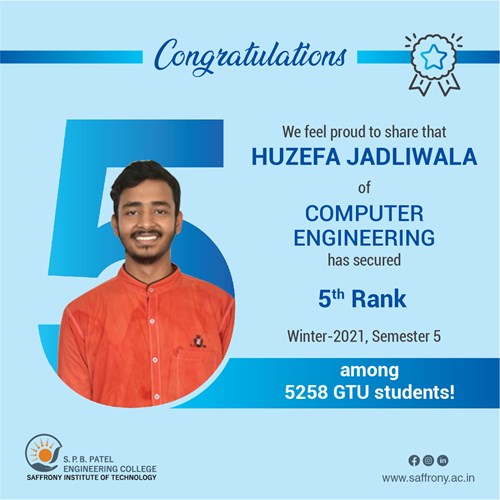 Congratulations
We feel proud to share that
HUZEFA JADLIWALA
of
COMPUTER
ENGINEERING
has secured
5th Rank
Winter-2021, Semester 5
among
5258 GTU students!
5
S. P. B. PATEL
ENGINEERING COLLEGE
SAFFRONY INSTITUTE OF TECHNOLOGY
www.saffrony.ac.in